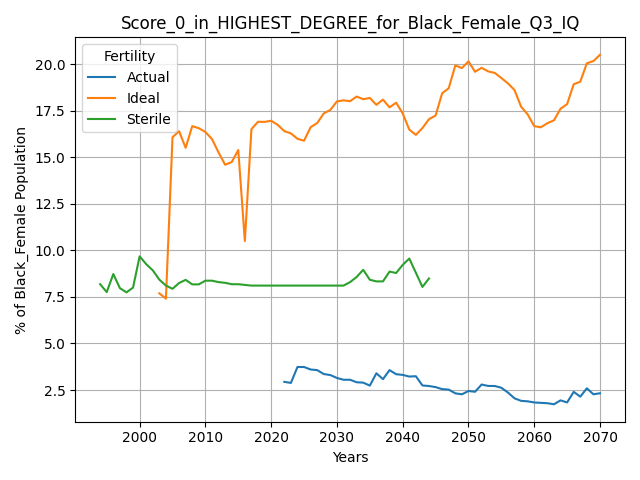 Score_0_in_HIGHEST_DEGREE_for_Black_Female_Q3_IQ
Fertility
Actual
Ideal
Sterile
% of Black_Female Population
20.0
17.5
15.0
12.5
10.0
7.5
5.0
2.5
2000 2010 2020 2030 2040 2050 2060 2070
Years